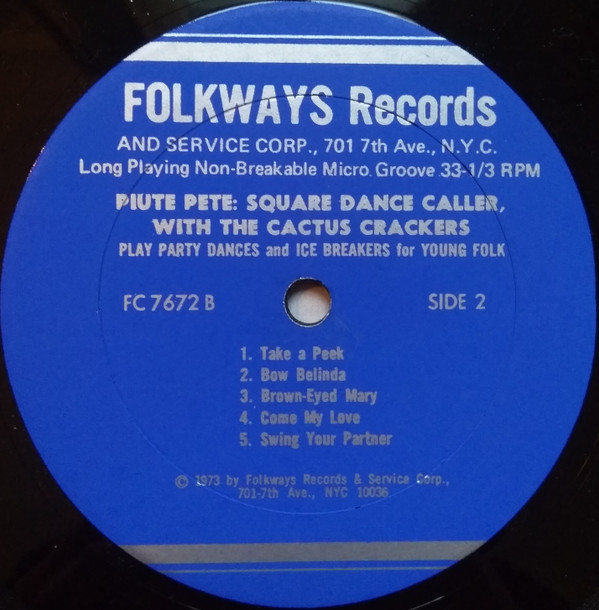 FOLKWAYS Records
AND SERVICE CORP., 701 7th Ave., N.Y.C.
Long Playing Non-Breakable Micro Groove 33-1/3 RPM
PIUTE PETE: SQUARE DANCE CALLER,
WITH THE CACTUS CRACKERS
PLAY PARTY DANCES and ICE BREAKERS for YOUNG FOLK
FC 7672 B SIDE 2
1. Take a Peek
2. Bow Belinda
3. Brown-Eyed Mary
4. Come My Love
5. Swing Your Partner
© 1973 by Folkways Records & Service Corp.,
701-7th Ave., NYC 10036